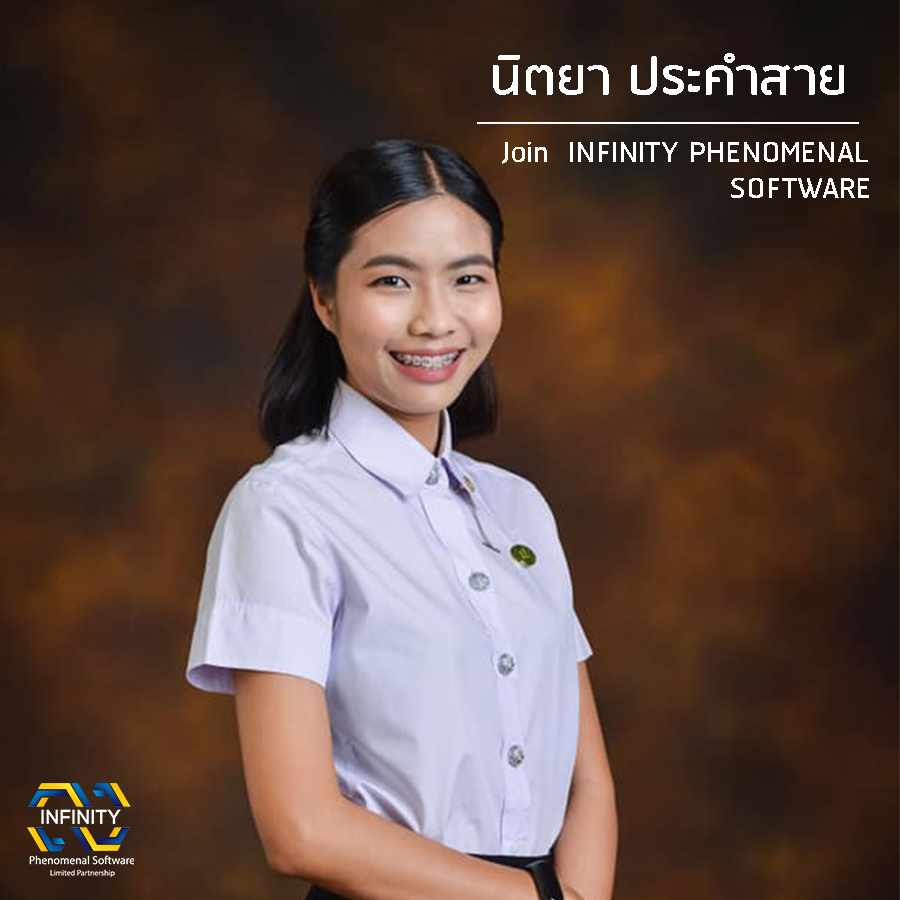 นิตยา ประคำสาย
Join INFINITY PHENOMENAL
SOFTWARE
INFINITY
Phenomenal Software
Limited Partnership